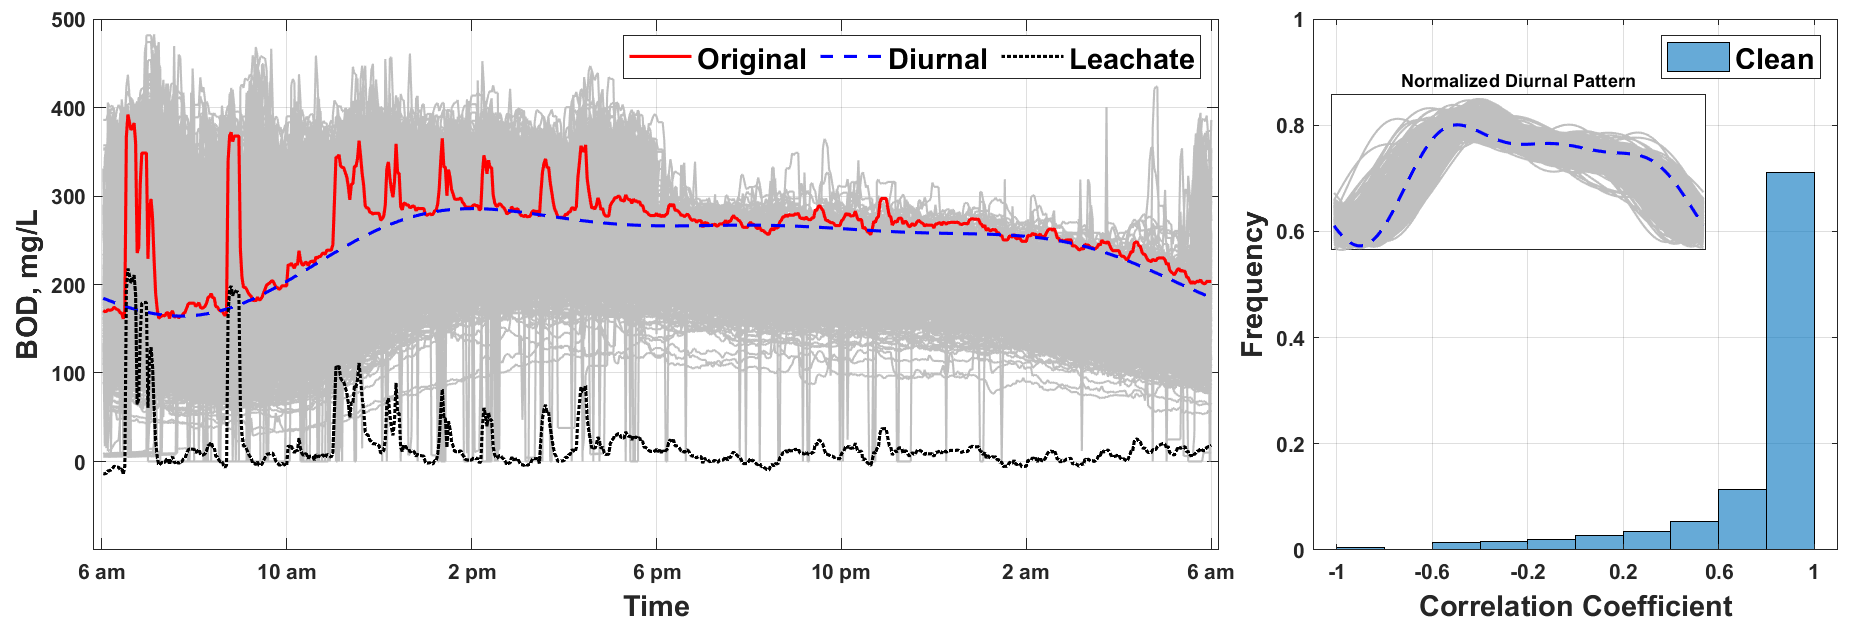 500
400
300
200
100
0
BOD, mg/L
Original
Diurnal
Leachate
6 am
10 am
2 pm
6 pm
10 pm
2 am
6 am
Time
1
0.8
0.6
0.4
0.2
0
Frequency
Clean
Normalized Diurnal Pattern
-1
-0.6
-0.2
0.2
0.6
1
Correlation Coefficient